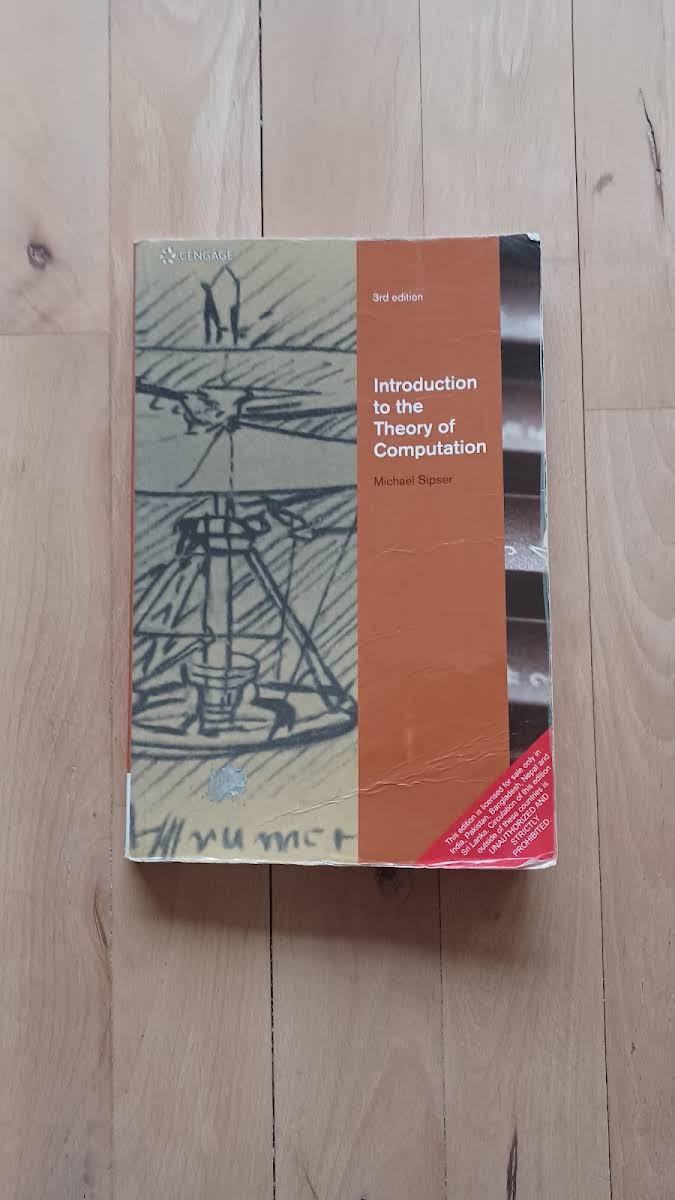 CENGAGE
3rd edition
Introduction
to the
Theory of
Computation
Michael Sipser
This edition is licensed for sale only in
India, Pakistan, Bangladesh, Nepal and
Sri Lanka. Circulation of this edition
outside of these countries is
UNAUTHORIZED AND
STRICTLY
PROHIBITED.